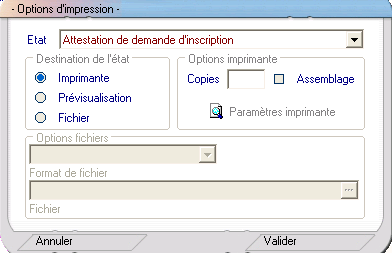 - Options d'impression -
Etat Attestation de demande d'inscription
Destination de l'état
Imprimante
Prévisualisation
Fichier
Options imprimante
Copies Assemblage
Paramètres imprimante
Options fichiers
Format de fichier
...
Fichier
Annuler Valider